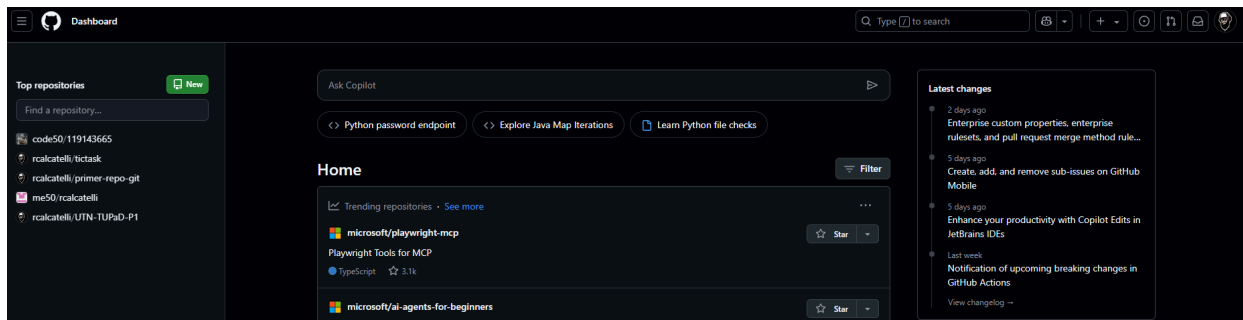 Dashboard
Type / to search
Top repositories
New
Find a repository...
code50/119143665
rcalcatelli/tictask
rcalcatelli/primer-repo-git
me50/rcalcatelli
rcalcatelli/UTN-TUPaD-P1
Ask Copilot
Python password endpoint
Explore Java Map Iterations
Learn Python file checks
Home
Filter
Trending repositories · See more
microsoft/playwright-mcp
Star
Playwright Tools for MCP
TypeScript 3.1k
microsoft/ai-agents-for-beginners
Star
Latest changes
2 days ago
Enterprise custom properties, enterprise
rulesets, and pull request merge method rule...
5 days ago
Create, add, and remove sub-issues on GitHub
Mobile
5 days ago
Enhance your productivity with Copilot Edits in
JetBrains IDEs
Last week
Notification of upcoming breaking changes in
GitHub Actions
View changelog →